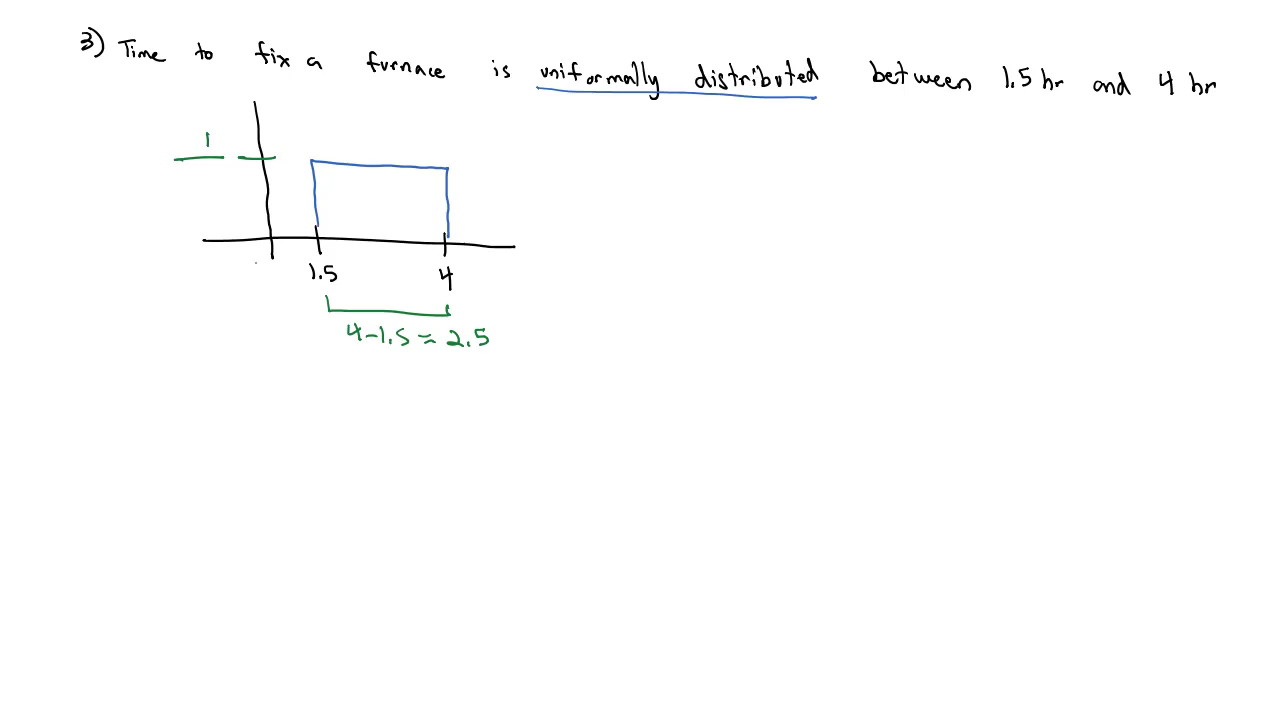 3) Time to fix a furnace is uniformally distributed between 1.5 hr and 4 hr
1
1.5 4
4-1.5 = 2.5